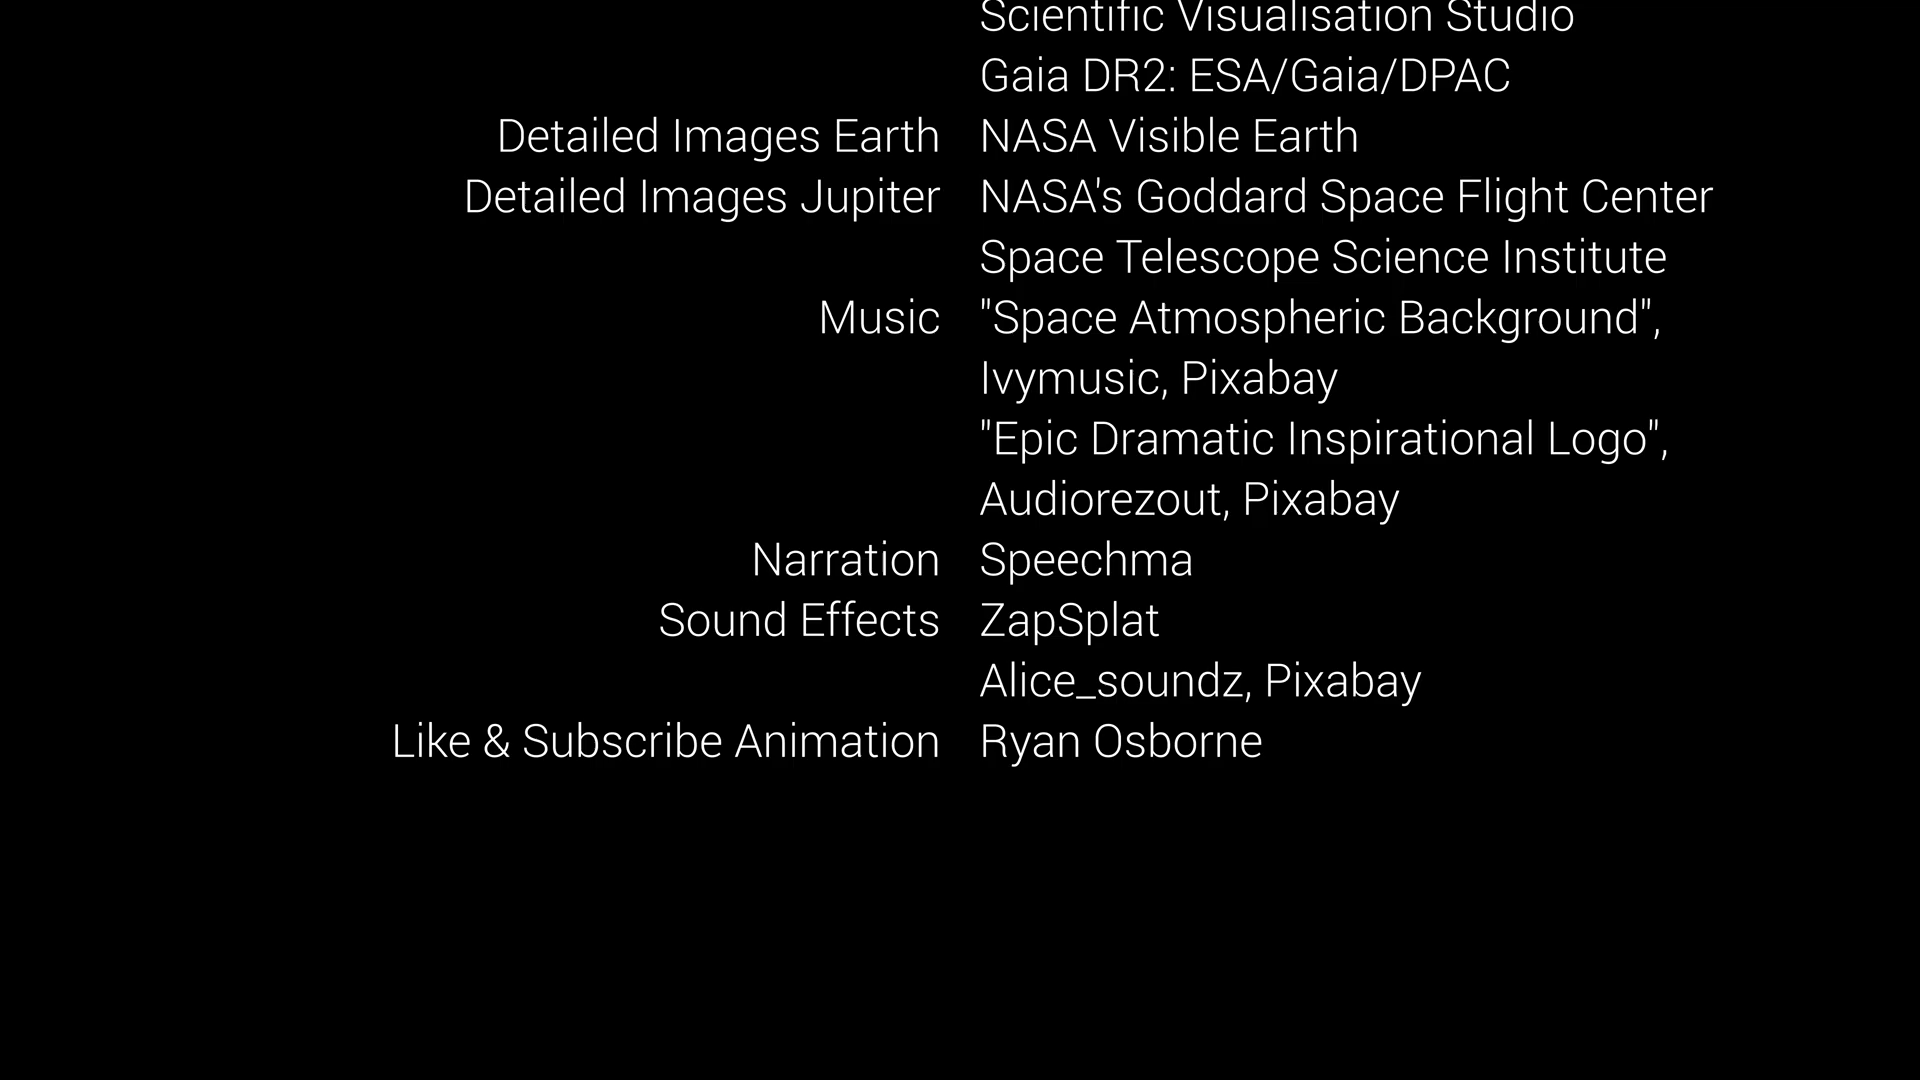 Scientific Visualisation Studio
Gaia DR2: ESA/Gaia/DPAC
Detailed Images Earth NASA Visible Earth
Detailed Images Jupiter NASA's Goddard Space Flight Center
Space Telescope Science Institute
Music "Space Atmospheric Background",
Ivymusic, Pixabay
"Epic Dramatic Inspirational Logo",
Audiorezout, Pixabay
Narration Speechma
Sound Effects ZapSplat
Alice_soundz, Pixabay
Like & Subscribe Animation Ryan Osborne